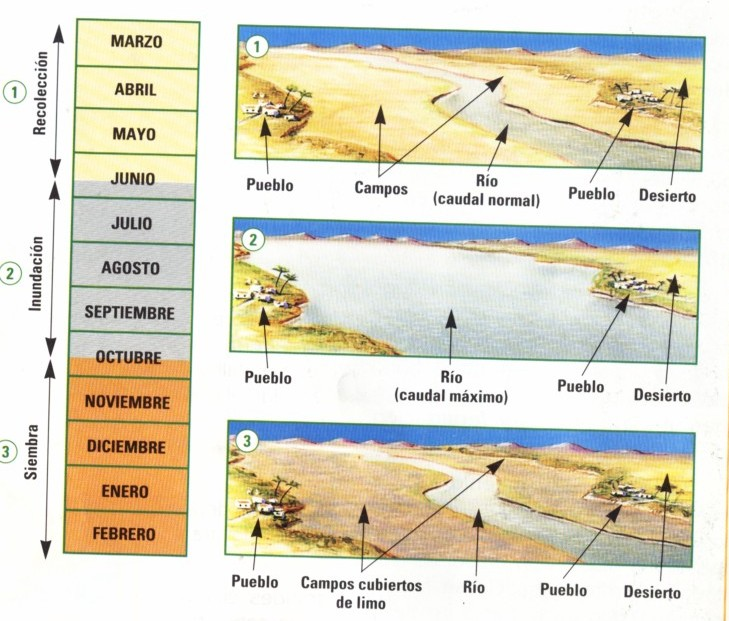 1
Recolección
MARZO
ABRIL
MAYO
JUNIO
2
Inundación
JULIO
AGOSTO
SEPTIEMBRE
OCTUBRE
3
Siembra
NOVIEMBRE
DICIEMBRE
ENERO
FEBRERO
1
Pueblo
Campos
Río
(caudal normal)
Pueblo
Desierto
2
Pueblo
Río
(caudal máximo)
Pueblo
Desierto
3
Pueblo
Campos cubiertos
de limo
Río
Pueblo
Desierto